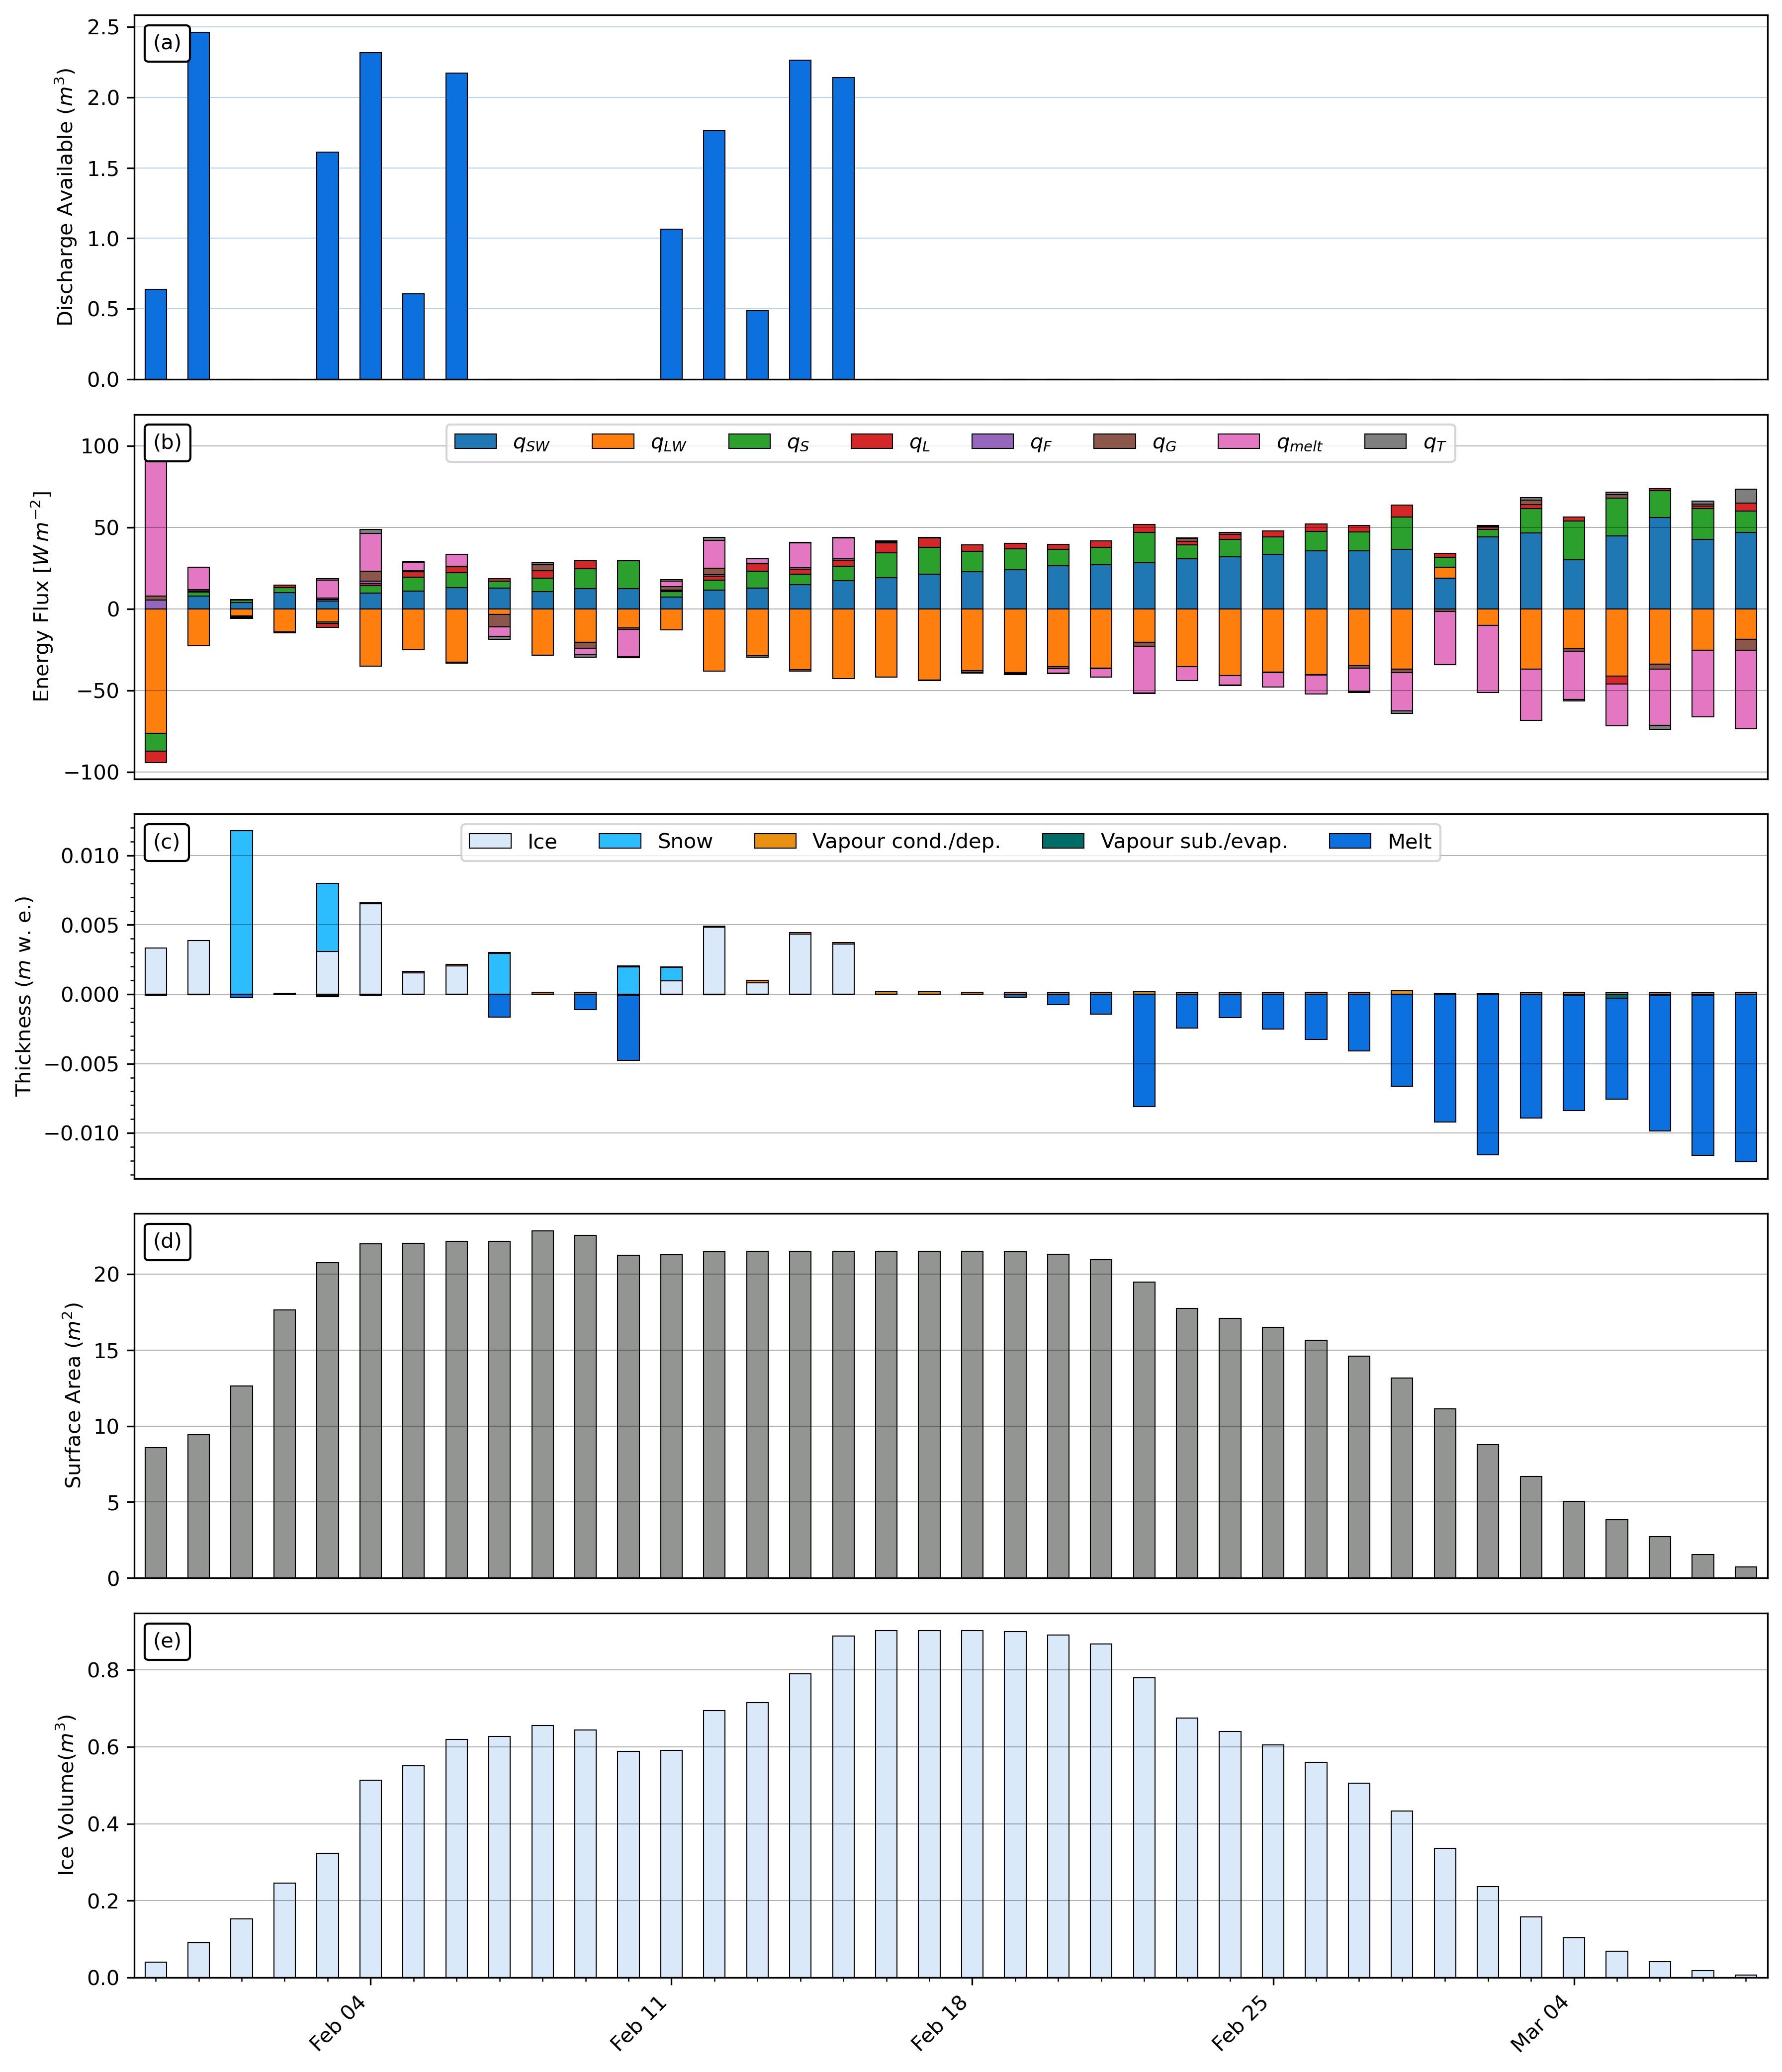 (a)
2.5
2.0
1.5
1.0
0.5
0.0
Discharge Available (m³)
(b)
q_SW q_LW q_S q_L q_F q_G q_melt q_T
100
50
0
−50
−100
Energy Flux [W m⁻²]
(c)
Ice Snow Vapour cond./dep. Vapour sub./evap. Melt
0.010
0.005
0.000
−0.005
−0.010
Thickness (m w. e.)
(d)
20
15
10
5
0
Surface Area (m²)
(e)
0.8
0.6
0.4
0.2
0.0
Ice Volume(m³)
Feb 04
Feb 11
Feb 18
Feb 25
Mar 04